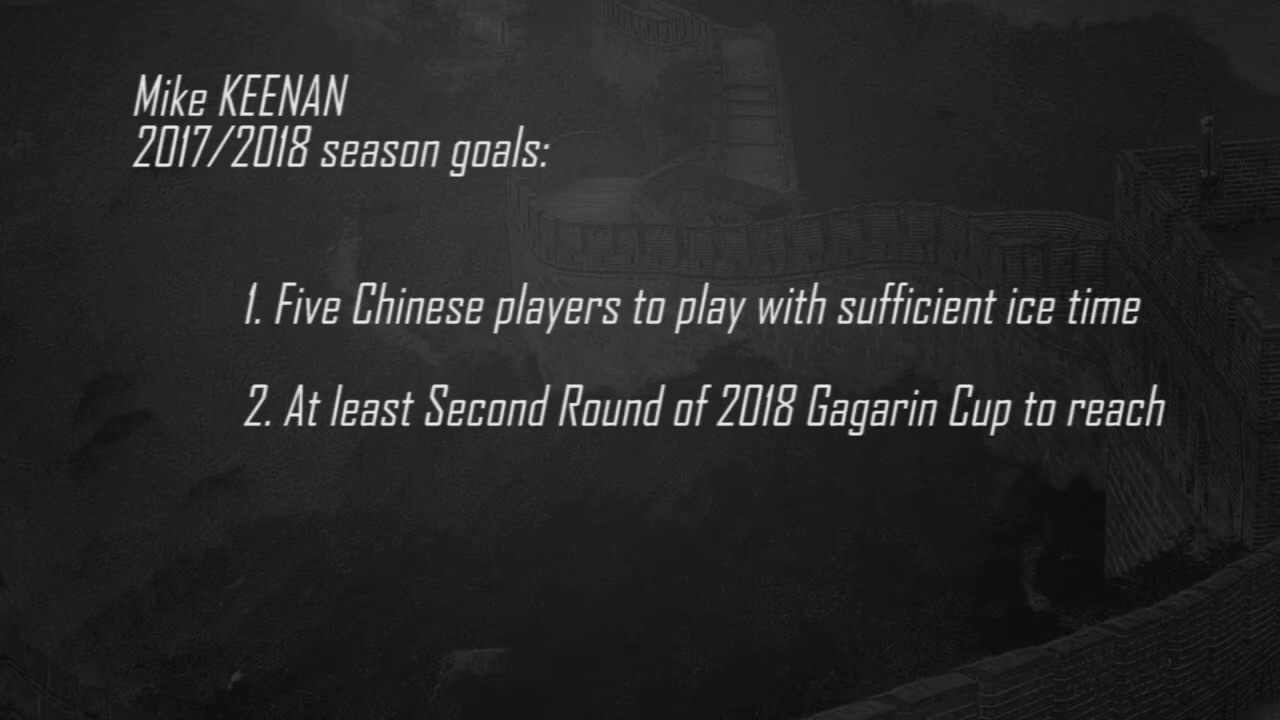 Mike KEENAN
2017/2018 season goals:
1. Five Chinese players to play with sufficient ice time
2. At least Second Round of 2018 Gagarin Cup to reach